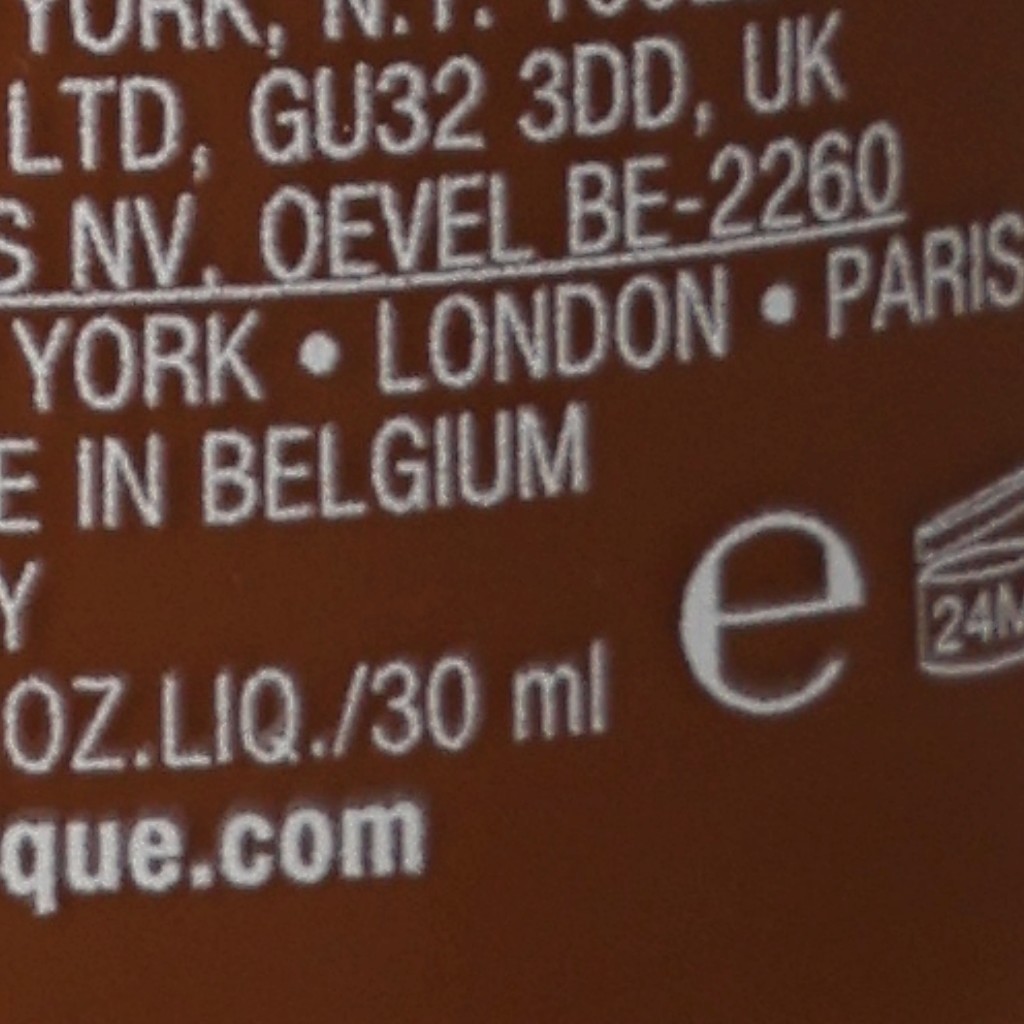 YORK, N.Y.
LTD, GU32 3DD, UK
S NV, OEVEL BE-2260
YORK • LONDON • PARIS
E IN BELGIUM
Y
OZ.LIQ./30 ml e 24M
que.com